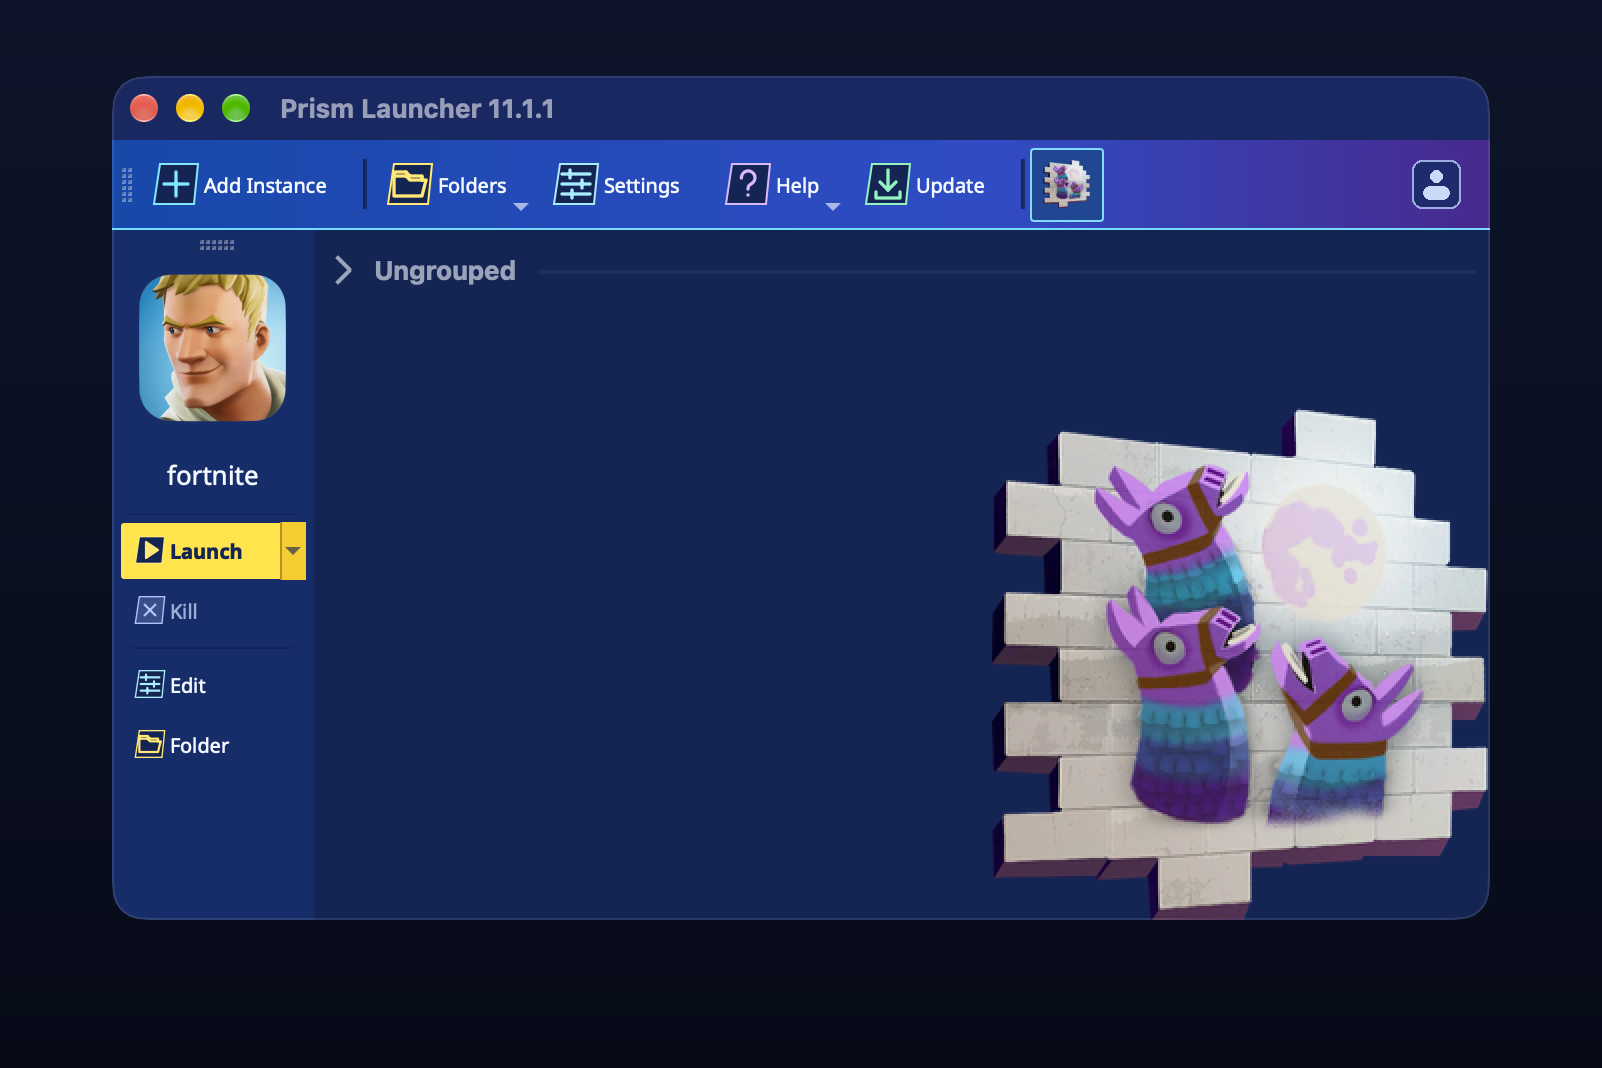 Prism Launcher 11.1.1
Add Instance
Folders
Settings
Help
Update
Ungrouped
fortnite
Launch
Kill
Edit
Folder